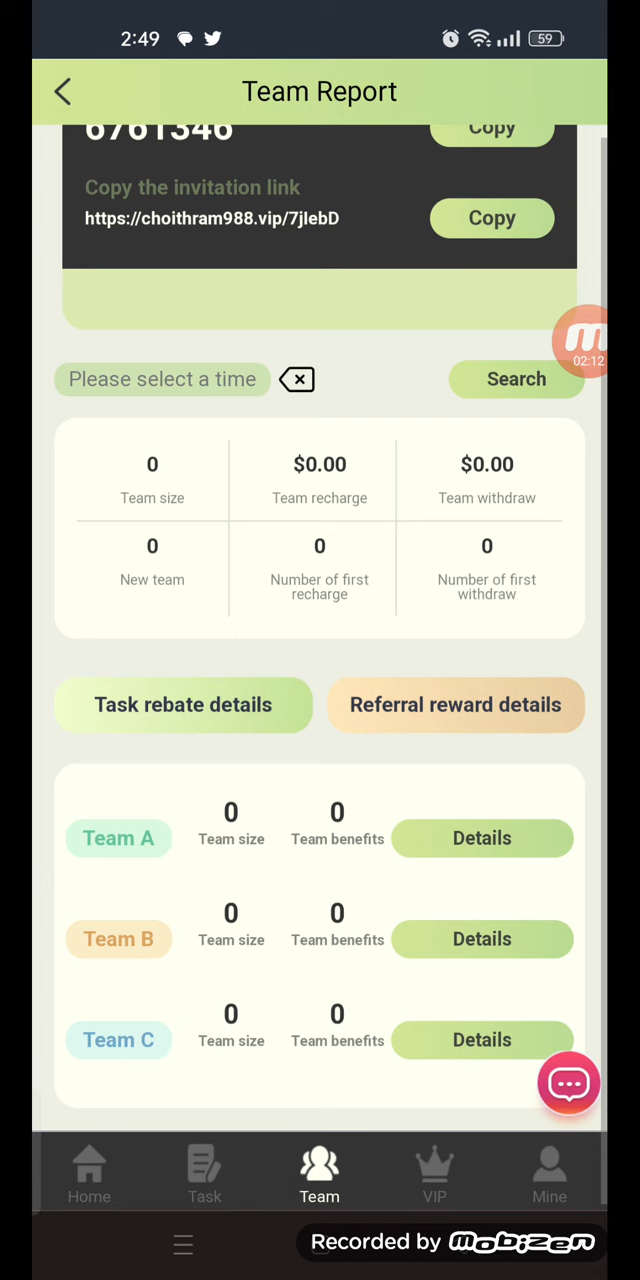 2:49
59
Team Report
6761346
Copy
Copy the invitation link
https://choithram988.vip/7jIebD
Copy
02:12
Please select a time
Search
0
$0.00
$0.00
Team size
Team recharge
Team withdraw
0
0
0
New team
Number of first recharge
Number of first withdraw
Task rebate details
Referral reward details
Team A
0
Team size
0
Team benefits
Details
Team B
0
Team size
0
Team benefits
Details
Team C
0
Team size
0
Team benefits
Details
Home
Task
Team
VIP
Mine
Recorded by mobizen